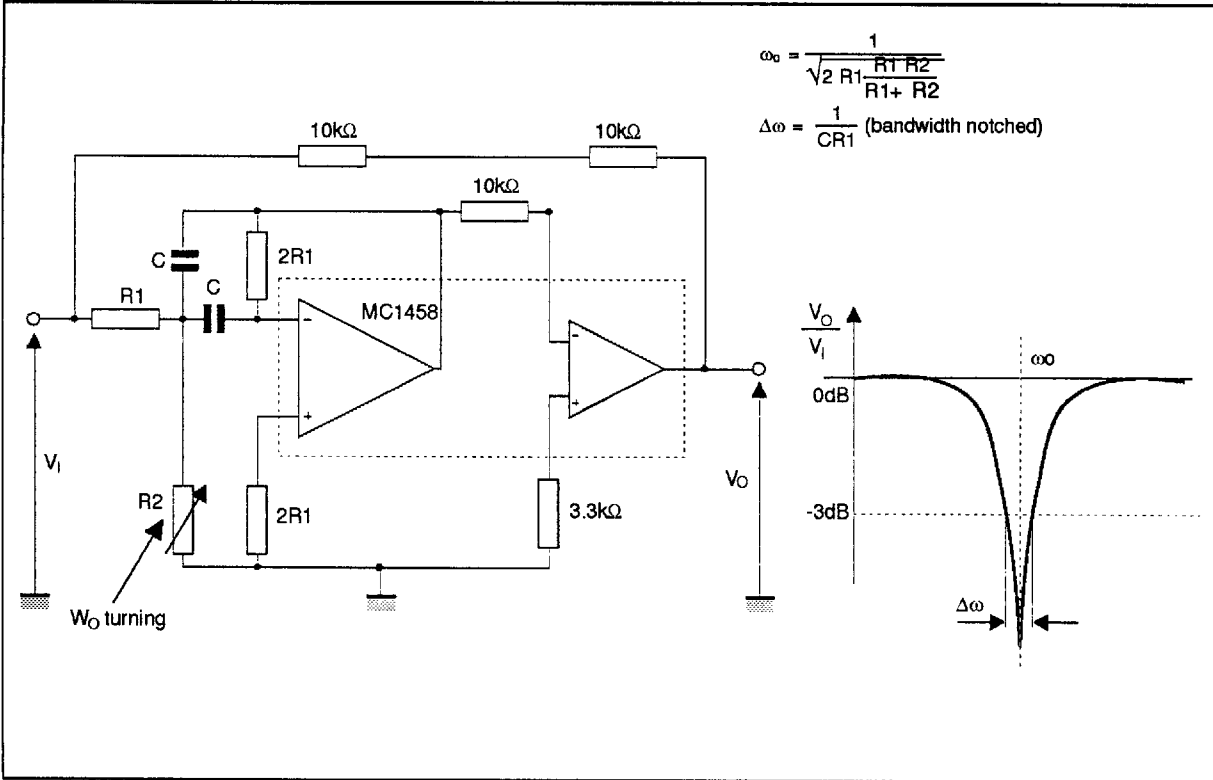 ω₀ = 1 / √2 R1 R1 R2 / R1+ R2
Δω = 1 / CR1 (bandwidth notched)
10kΩ
10kΩ
10kΩ
C
2R1
C
R1
MC1458
−
+
−
+
V_I
R2
2R1
3.3kΩ
V_O
W_O turning
V_O / V_I
ω0
0dB
-3dB
Δω